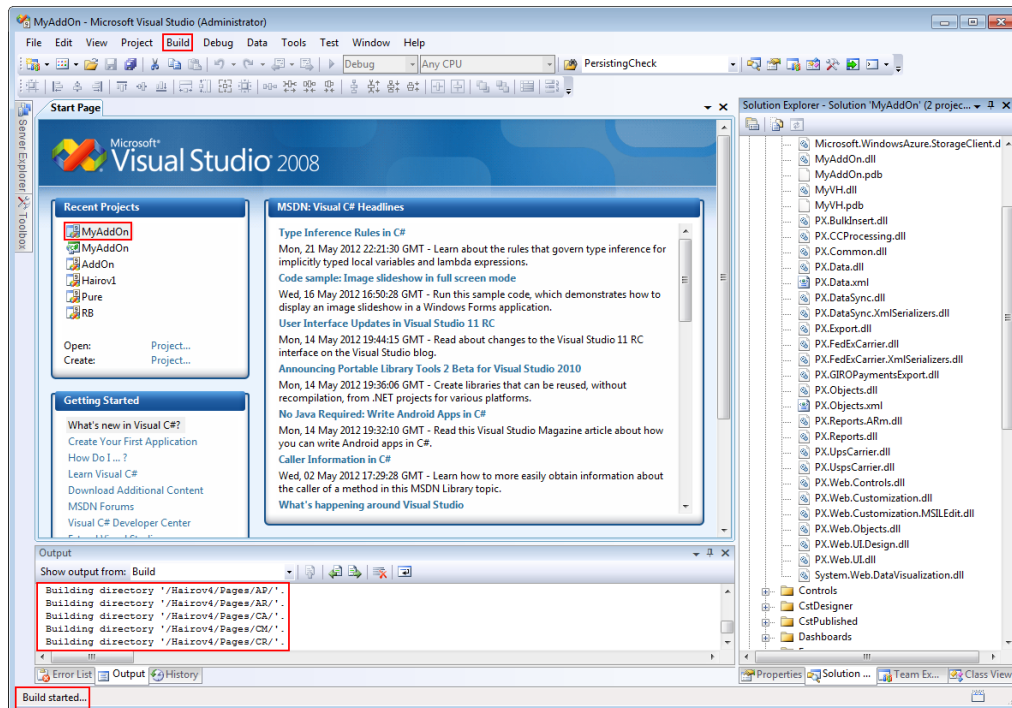 MyAddOn - Microsoft Visual Studio (Administrator)
File Edit View Project Build Debug Data Tools Test Window Help
Debug Any CPU PersistingCheck
Server Explorer
Toolbox
Start Page
Microsoft®
Visual Studio 2008
Recent Projects
MyAddOn
MyAddOn
AddOn
Hairov1
Pure
RB
Open: Project...
Create: Project...
Getting Started
What's new in Visual C#?
Create Your First Application
How Do I ... ?
Learn Visual C#
Download Additional Content
MSDN Forums
Visual C# Developer Center
MSDN: Visual C# Headlines
Type Inference Rules in C#
Mon, 21 May 2012 22:21:30 GMT - Learn about the rules that govern type inference for
implicitly typed local variables and lambda expressions.
Code sample: Image slideshow in full screen mode
Wed, 16 May 2012 16:50:28 GMT - Run this sample code, which demonstrates how to
display an image slideshow in a Windows Forms application.
User Interface Updates in Visual Studio 11 RC
Mon, 14 May 2012 19:44:15 GMT - Read about changes to the Visual Studio 11 RC
interface on the Visual Studio blog.
Announcing Portable Library Tools 2 Beta for Visual Studio 2010
Mon, 14 May 2012 19:36:06 GMT - Create libraries that can be reused, without
recompilation, from .NET projects for various platforms.
No Java Required: Write Android Apps in C#
Mon, 14 May 2012 19:32:10 GMT - Read this Visual Studio Magazine article about how
you can write Android apps in C#.
Caller Information in C#
Wed, 02 May 2012 17:29:28 GMT - Learn how to more easily obtain information about
the caller of a method in this MSDN Library topic.
What's happening around Visual Studio
Output
Show output from: Build
Building directory '/Hairov4/Pages/AP/'.
Building directory '/Hairov4/Pages/AR/'.
Building directory '/Hairov4/Pages/CA/'.
Building directory '/Hairov4/Pages/CM/'.
Building directory '/Hairov4/Pages/CR/'.
Error List Output History
Build started...
Solution Explorer - Solution 'MyAddOn' (2 projec...
Microsoft.WindowsAzure.StorageClient.d
MyAddOn.dll
MyAddOn.pdb
MyVH.dll
MyVH.pdb
PX.BulkInsert.dll
PX.CCProcessing.dll
PX.Common.dll
PX.Data.dll
PX.Data.xml
PX.DataSync.dll
PX.DataSync.XmlSerializers.dll
PX.Export.dll
PX.FedExCarrier.dll
PX.FedExCarrier.XmlSerializers.dll
PX.GIROPaymentsExport.dll
PX.Objects.dll
PX.Objects.xml
PX.Reports.ARm.dll
PX.Reports.dll
PX.UpsCarrier.dll
PX.UspsCarrier.dll
PX.Web.Controls.dll
PX.Web.Customization.dll
PX.Web.Customization.MSILEdit.dll
PX.Web.Objects.dll
PX.Web.UI.Design.dll
PX.Web.UI.dll
System.Web.DataVisualization.dll
Controls
CstDesigner
CstPublished
Dashboards
Properties Solution ... Team Ex... Class View